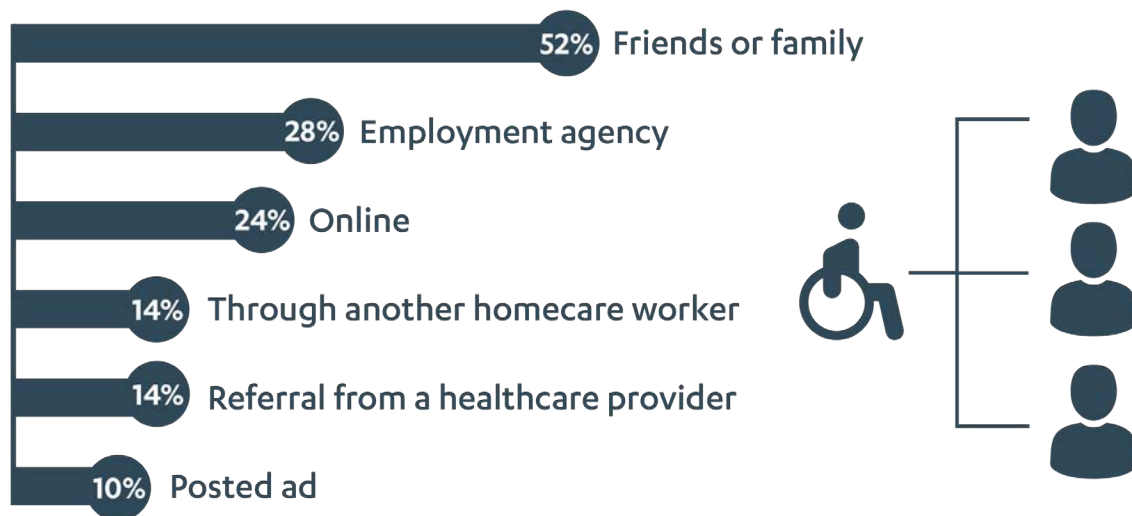 52% Friends or family
28% Employment agency
24% Online
14% Through another homecare worker
14% Referral from a healthcare provider
10% Posted ad